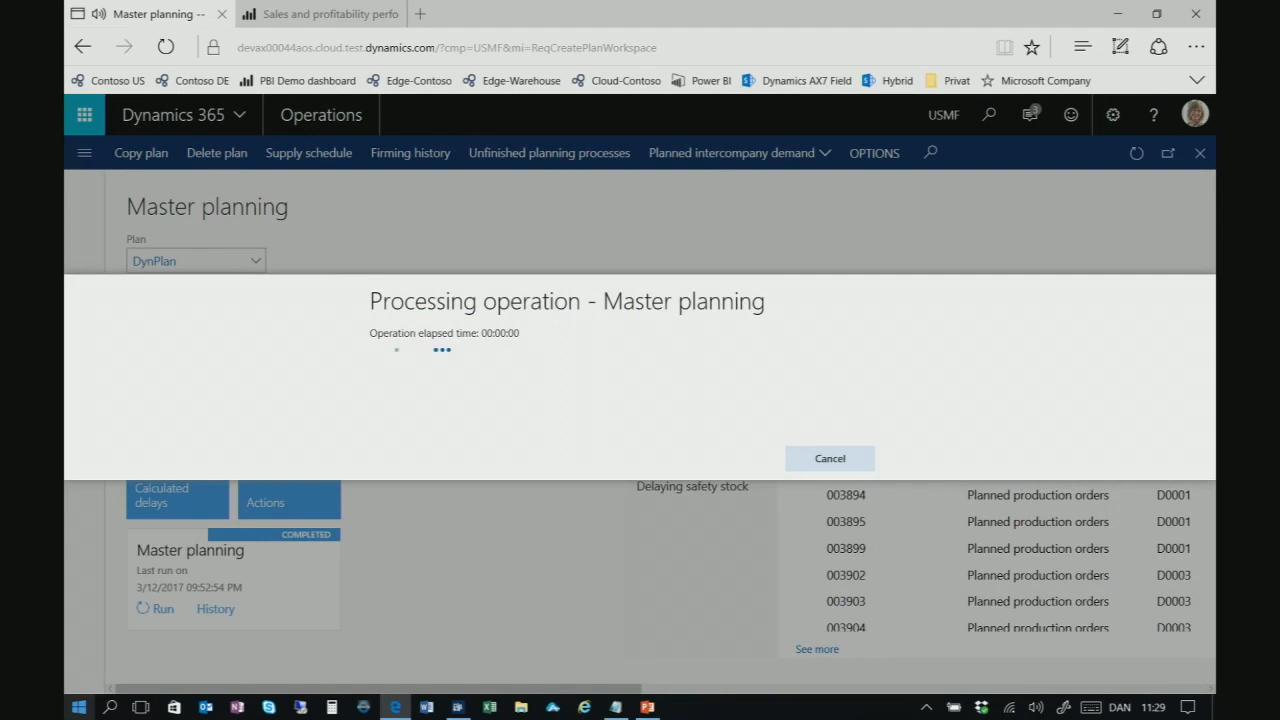 Master planning --
Sales and profitability perfo
devax00044aos.cloud.test.dynamics.com/?cmp=USMF&mi=ReqCreatePlanWorkspace
Contoso US
Contoso DE
PBI Demo dashboard
Edge-Contoso
Edge-Warehouse
Cloud-Contoso
Power BI
Dynamics AX7 Field
Hybrid
Privat
Microsoft Company
Dynamics 365
Operations
USMF
3
?
Copy plan
Delete plan
Supply schedule
Firming history
Unfinished planning processes
Planned intercompany demand
OPTIONS
Master planning
Plan
DynPlan
Processing operation - Master planning
Operation elapsed time: 00:00:00
Cancel
Calculated
delays
Actions
Delaying safety stock
003894 Planned production orders D0001
003895 Planned production orders D0001
003899 Planned production orders D0001
003902 Planned production orders D0003
003903 Planned production orders D0003
003904 Planned production orders D0003
See more
COMPLETED
Master planning
Last run on
3/12/2017 09:52:54 PM
Run
History
DAN
11:29